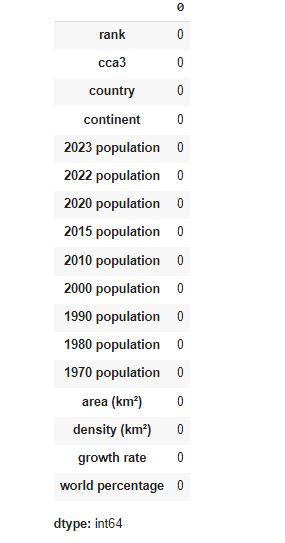 0
rank 0
cca3 0
country 0
continent 0
2023 population 0
2022 population 0
2020 population 0
2015 population 0
2010 population 0
2000 population 0
1990 population 0
1980 population 0
1970 population 0
area (km²) 0
density (km²) 0
growth rate 0
world percentage 0
dtype: int64